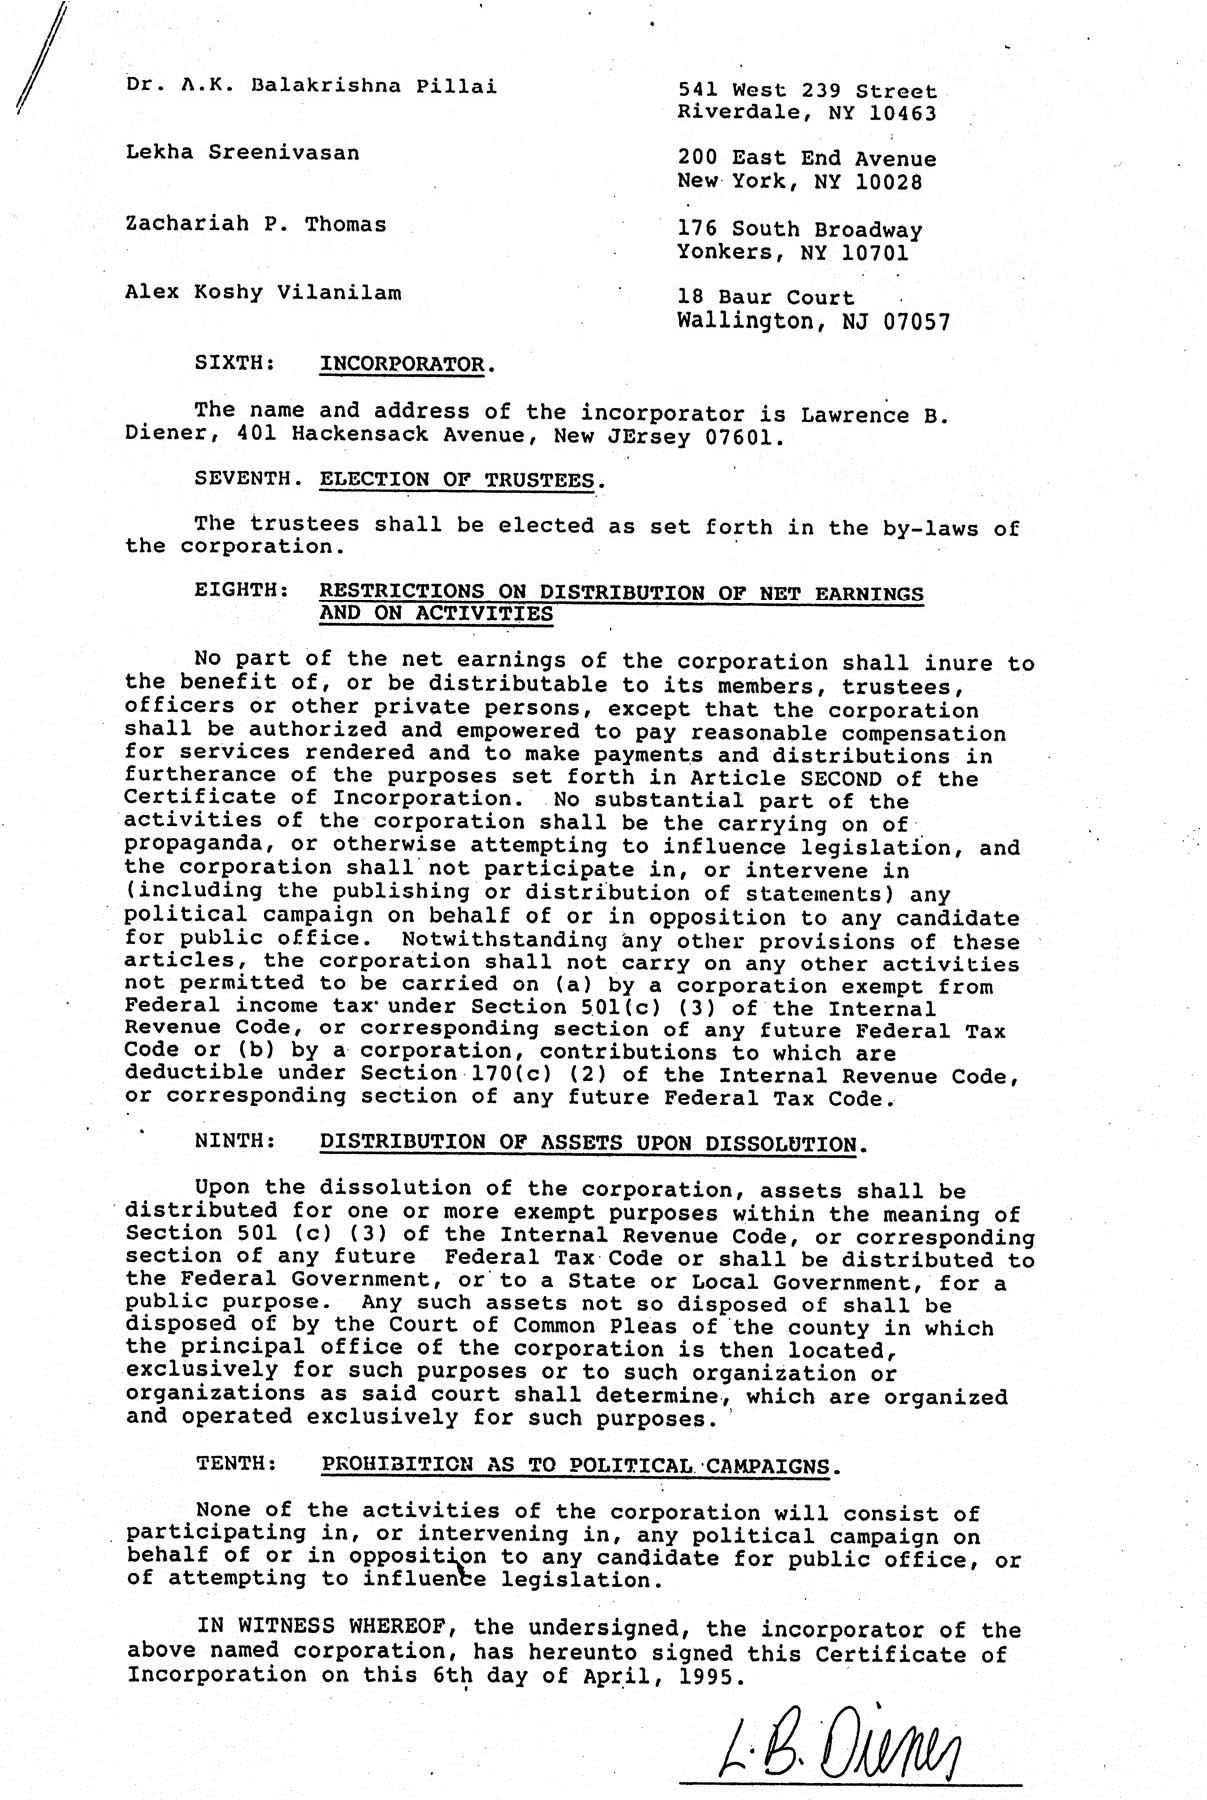 Dr. A.K. Balakrishna Pillai
541 West 239 Street
Riverdale, NY 10463
Lekha Sreenivasan
200 East End Avenue
New York, NY 10028
Zachariah P. Thomas
176 South Broadway
Yonkers, NY 10701
Alex Koshy Vilanilam
18 Baur Court
Wallington, NJ 07057
SIXTH: INCORPORATOR.
The name and address of the incorporator is Lawrence B.
Diener, 401 Hackensack Avenue, New JErsey 07601.
SEVENTH. ELECTION OF TRUSTEES.
The trustees shall be elected as set forth in the by-laws of
the corporation.
EIGHTH: RESTRICTIONS ON DISTRIBUTION OF NET EARNINGS
AND ON ACTIVITIES
No part of the net earnings of the corporation shall inure to
the benefit of, or be distributable to its members, trustees,
officers or other private persons, except that the corporation
shall be authorized and empowered to pay reasonable compensation
for services rendered and to make payments and distributions in
furtherance of the purposes set forth in Article SECOND of the
Certificate of Incorporation. No substantial part of the
activities of the corporation shall be the carrying on of
propaganda, or otherwise attempting to influence legislation, and
the corporation shall not participate in, or intervene in
(including the publishing or distribution of statements) any
political campaign on behalf of or in opposition to any candidate
for public office. Notwithstanding any other provisions of these
articles, the corporation shall not carry on any other activities
not permitted to be carried on (a) by a corporation exempt from
Federal income tax under Section 501(c) (3) of the Internal
Revenue Code, or corresponding section of any future Federal Tax
Code or (b) by a corporation, contributions to which are
deductible under Section 170(c) (2) of the Internal Revenue Code,
or corresponding section of any future Federal Tax Code.
NINTH: DISTRIBUTION OF ASSETS UPON DISSOLUTION.
Upon the dissolution of the corporation, assets shall be
distributed for one or more exempt purposes within the meaning of
Section 501 (c) (3) of the Internal Revenue Code, or corresponding
section of any future Federal Tax Code or shall be distributed to
the Federal Government, or to a State or Local Government, for a
public purpose. Any such assets not so disposed of shall be
disposed of by the Court of Common Pleas of the county in which
the principal office of the corporation is then located,
exclusively for such purposes or to such organization or
organizations as said court shall determine, which are organized
and operated exclusively for such purposes.
TENTH: PROHIBITION AS TO POLITICAL CAMPAIGNS.
None of the activities of the corporation will consist of
participating in, or intervening in, any political campaign on
behalf of or in opposition to any candidate for public office, or
of attempting to influence legislation.
IN WITNESS WHEREOF, the undersigned, the incorporator of the
above named corporation, has hereunto signed this Certificate of
Incorporation on this 6th day of April, 1995.
L.B. Diener